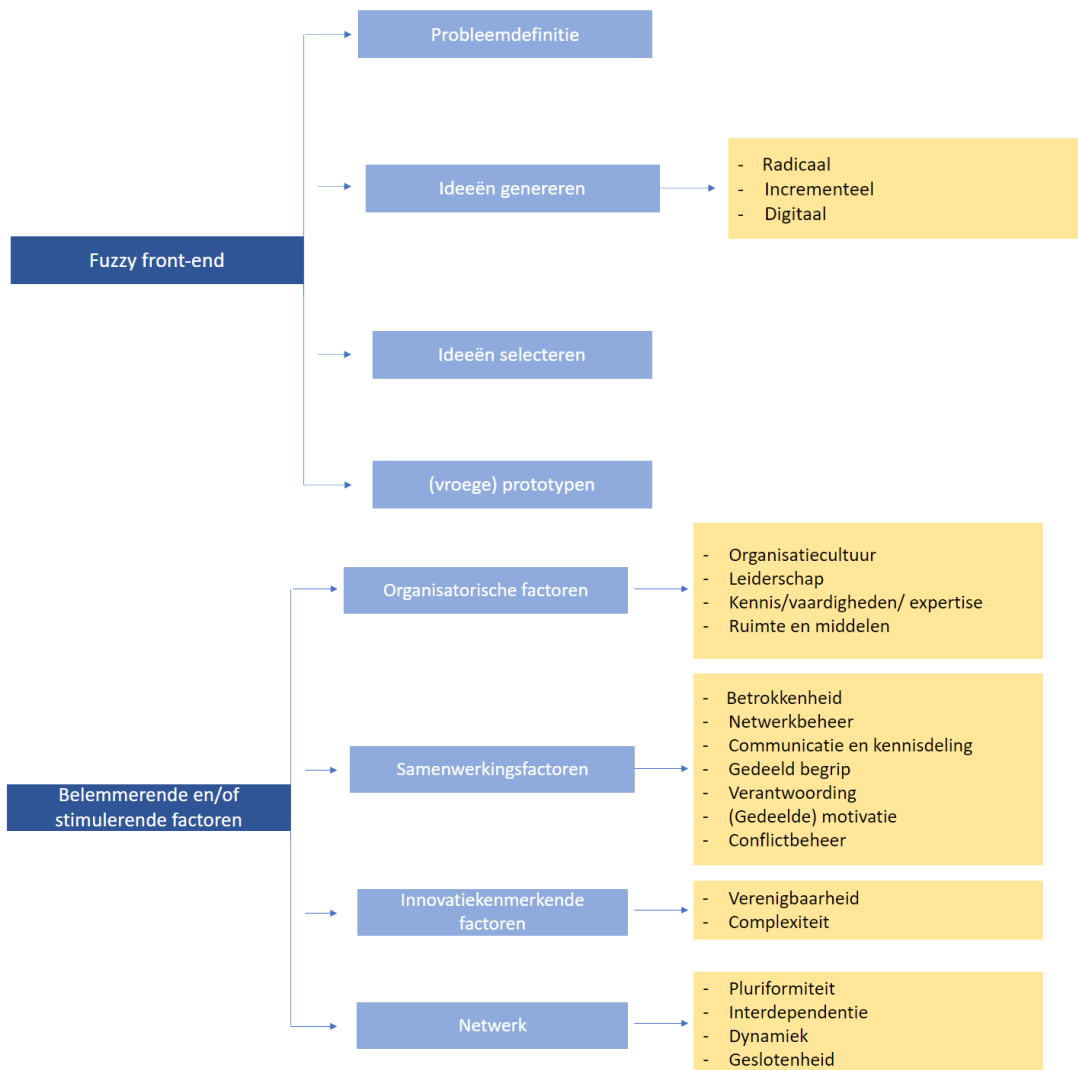 Probleemdefinitie
Ideeën genereren
- Radicaal
- Incrementeel
- Digitaal
Fuzzy front-end
Ideeën selecteren
(vroege) prototypen
Organisatorische factoren
- Organisatiecultuur
- Leiderschap
- Kennis/vaardigheden/ expertise
- Ruimte en middelen
Samenwerkingsfactoren
- Betrokkenheid
- Netwerkbeheer
- Communicatie en kennisdeling
- Gedeeld begrip
- Verantwoording
- (Gedeelde) motivatie
- Conflictbeheer
Belemmerende en/of
stimulerende factoren
Innovatiekenmerkende
factoren
- Verenigbaarheid
- Complexiteit
Netwerk
- Pluriformiteit
- Interdependentie
- Dynamiek
- Geslotenheid